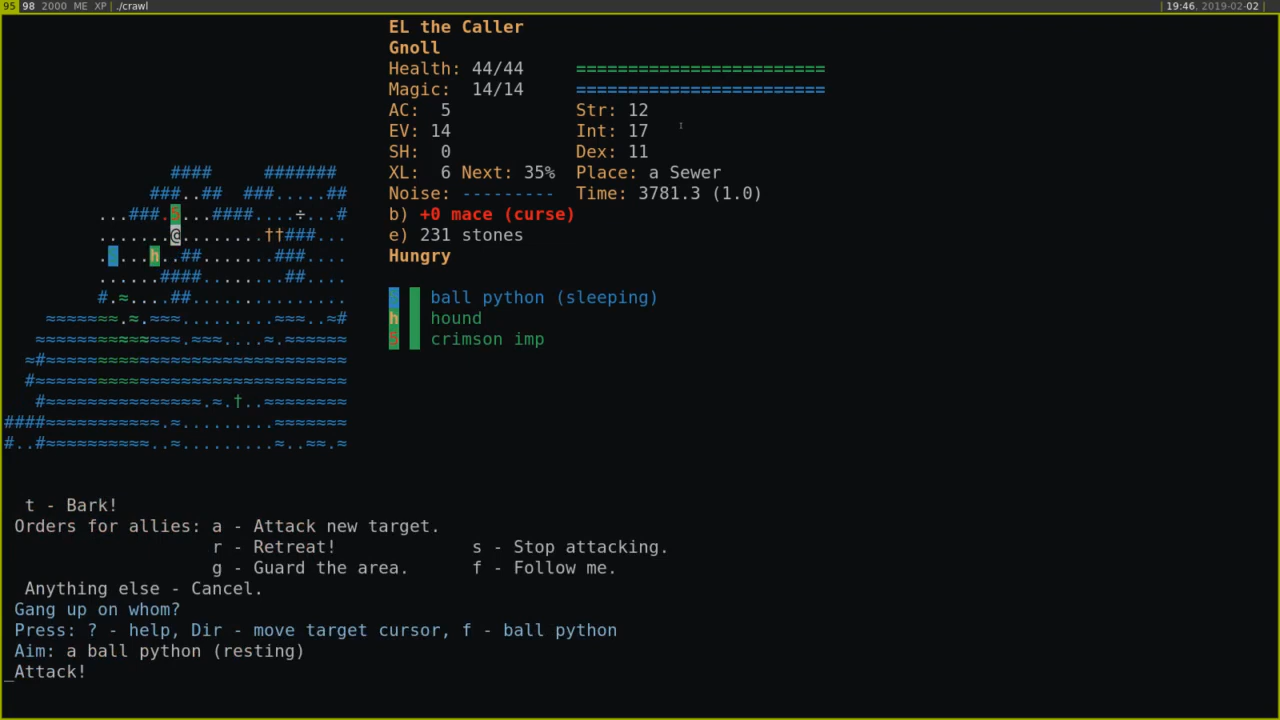 95 98 2000 ME XP | ./crawl | 19:46, 2019-02-02 |
EL the Caller
Gnoll
Health: 44/44 ========================
Magic: 14/14 ========================
AC: 5 Str: 12
EV: 14 Int: 17
SH: 0 Dex: 11
XL: 6 Next: 35% Place: a Sewer
Noise: --------- Time: 3781.3 (1.0)
b) +0 mace (curse)
e) 231 stones
Hungry
ball python (sleeping)
h hound
5 crimson imp
#### #######
###..## ###.....##
...###.5...####....÷...#
.......@.........††###...
. ...h..##.......###....
......####........##....
#.≈....##...............
≈≈≈≈≈≈≈.≈.≈≈≈.........≈≈≈..≈#
≈≈≈≈≈≈≈≈≈≈≈≈≈≈.≈≈≈....≈.≈≈≈≈≈≈
≈#≈≈≈≈≈≈≈≈≈≈≈≈≈≈≈≈≈≈≈≈≈≈≈≈≈≈≈≈
#≈≈≈≈≈≈≈≈≈≈≈≈≈≈≈≈≈≈≈≈≈≈≈≈≈≈≈≈≈
#≈≈≈≈≈≈≈≈≈≈≈≈≈≈≈.≈.†..≈≈≈≈≈≈≈≈
####≈≈≈≈≈≈≈≈≈≈≈.≈.........≈≈≈≈≈≈≈
#..#≈≈≈≈≈≈≈≈≈≈..≈.........≈..≈≈.≈
t - Bark!
Orders for allies: a - Attack new target.
r - Retreat! s - Stop attacking.
g - Guard the area. f - Follow me.
Anything else - Cancel.
Gang up on whom?
Press: ? - help, Dir - move target cursor, f - ball python
Aim: a ball python (resting)
_Attack!